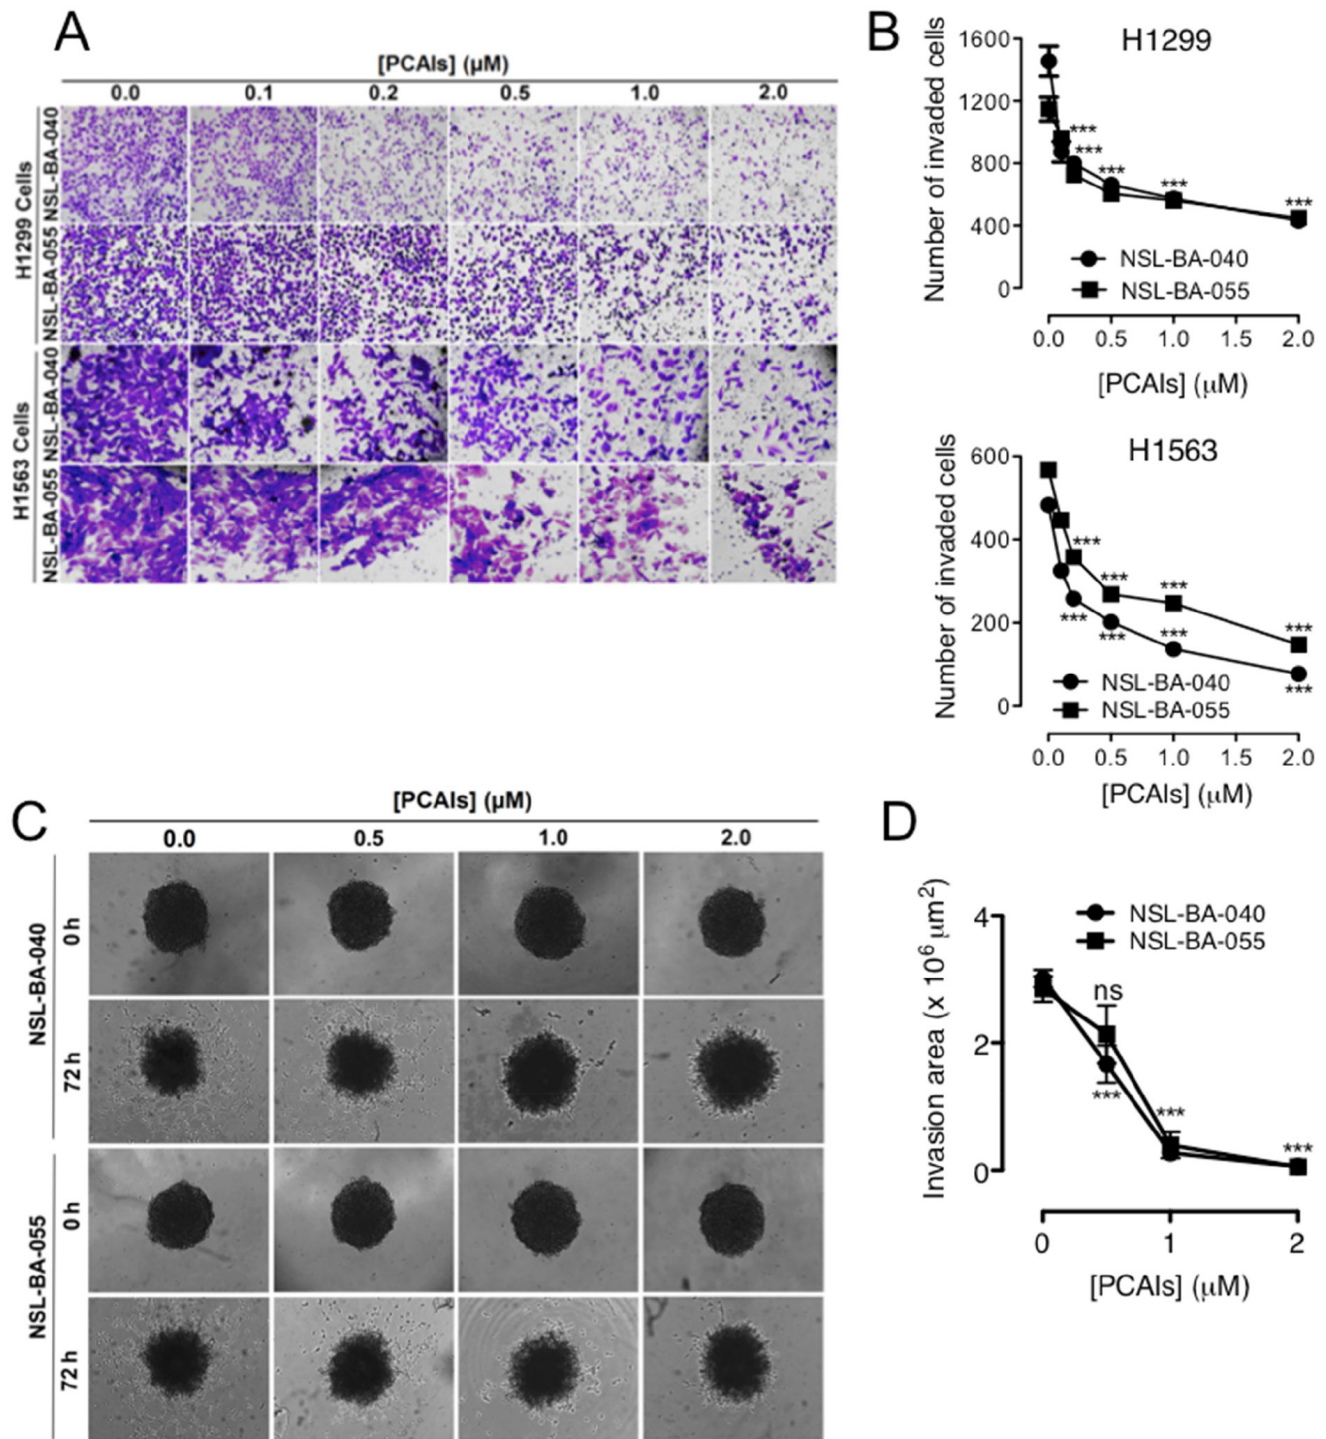 A
[PCAIs] (µM)
0.0 0.1 0.2 0.5 1.0 2.0
H1299 Cells
NSL-BA-040
NSL-BA-055
H1563 Cells
NSL-BA-040
NSL-BA-055
B
H1299
Number of invaded cells
1600
1200
800
400
0
***
***
***
***
***
NSL-BA-040
NSL-BA-055
0.0 0.5 1.0 1.5 2.0
[PCAIs] (µM)
H1563
Number of invaded cells
600
400
200
0
***
***
***
***
***
***
***
***
NSL-BA-040
NSL-BA-055
0.0 0.5 1.0 1.5 2.0
[PCAIs] (µM)
C
[PCAIs] (µM)
0.0 0.5 1.0 2.0
NSL-BA-040
0 h
72 h
NSL-BA-055
0 h
72 h
D
Invasion area (x 10⁶ µm²)
4
2
0
NSL-BA-040
NSL-BA-055
ns
***
***
***
0 1 2
[PCAIs] (µM)